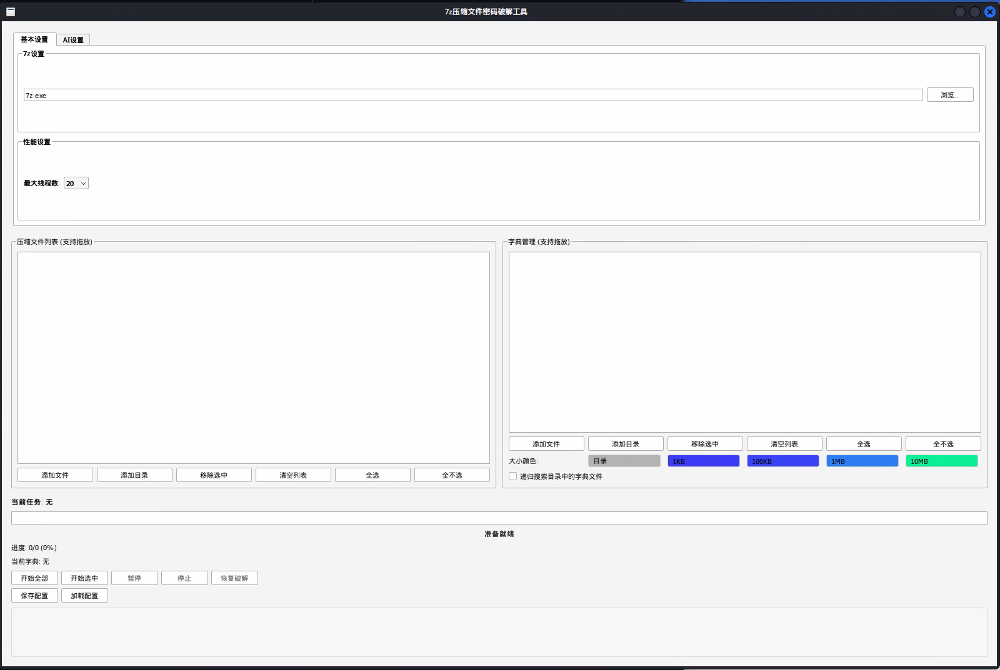 7z压缩文件密码破解工具
基本设置 AI设置
7z设置
7z.exe 浏览...
性能设置
最大线程数: 20
压缩文件列表 (支持拖放)
添加文件 添加目录 移除选中 清空列表 全选 全不选
字典管理 (支持拖放)
添加文件 添加目录 移除选中 清空列表 全选 全不选
大小颜色: 目录 1KB 100KB 1MB 10MB
递归搜索目录中的字典文件
当前任务: 无
准备就绪
进度: 0/0 (0%)
当前字典: 无
开始全部 开始选中 暂停 停止 恢复破解
保存配置 加载配置